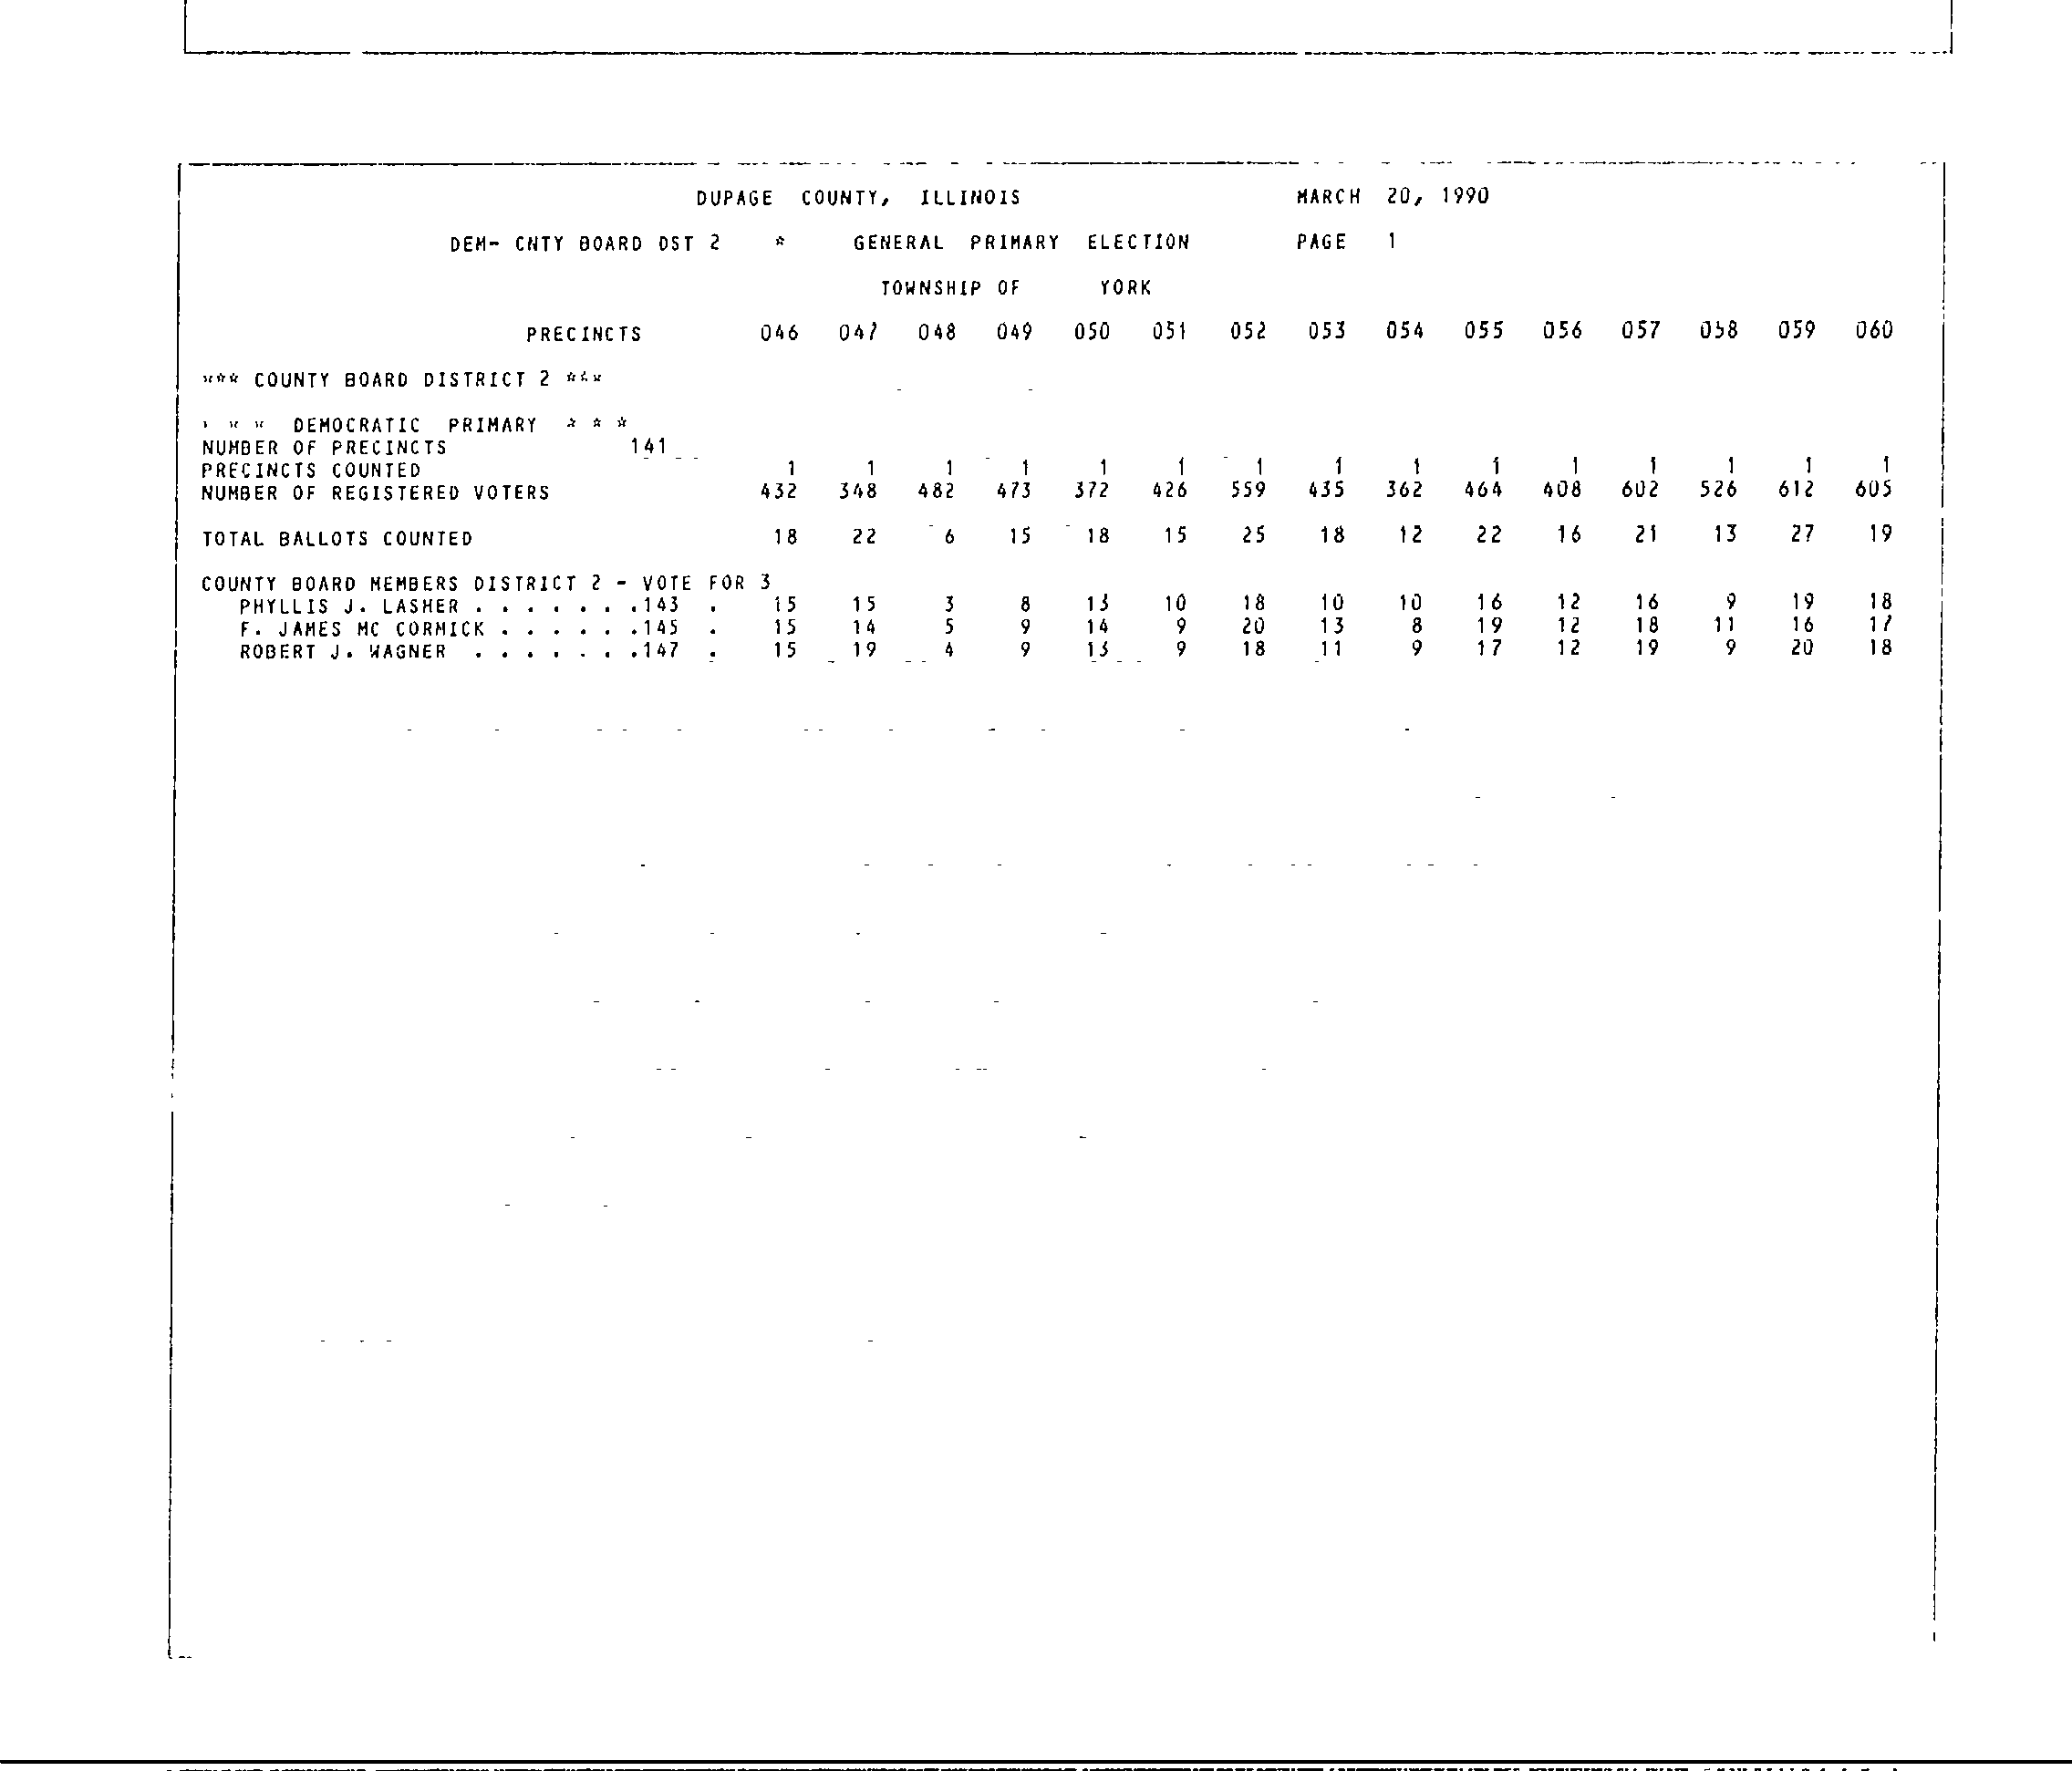 DUPAGE COUNTY, ILLINOIS MARCH 20, 1990
DEM- CNTY BOARD DST 2 * GENERAL PRIMARY ELECTION PAGE 1
TOWNSHIP OF YORK
PRECINCTS 046 047 048 049 050 051 052 053 054 055 056 057 058 059 060
*** COUNTY BOARD DISTRICT 2 ***
* * * DEMOCRATIC PRIMARY * * *
NUMBER OF PRECINCTS 141
PRECINCTS COUNTED 1 1 1 1 1 1 1 1 1 1 1 1 1 1 1
NUMBER OF REGISTERED VOTERS 432 348 482 473 372 426 559 435 362 464 408 602 526 612 605
TOTAL BALLOTS COUNTED 18 22 6 15 18 15 25 18 12 22 16 21 13 27 19
COUNTY BOARD MEMBERS DISTRICT 2 - VOTE FOR 3
PHYLLIS J. LASHER . . . . . . .143 . 15 15 3 8 13 10 18 10 10 16 12 16 9 19 18
F. JAMES MC CORMICK . . . . . .145 . 15 14 5 9 14 9 20 13 8 19 12 18 11 16 17
ROBERT J. WAGNER . . . . . . .147 . 15 19 4 9 13 9 18 11 9 17 12 19 9 20 18